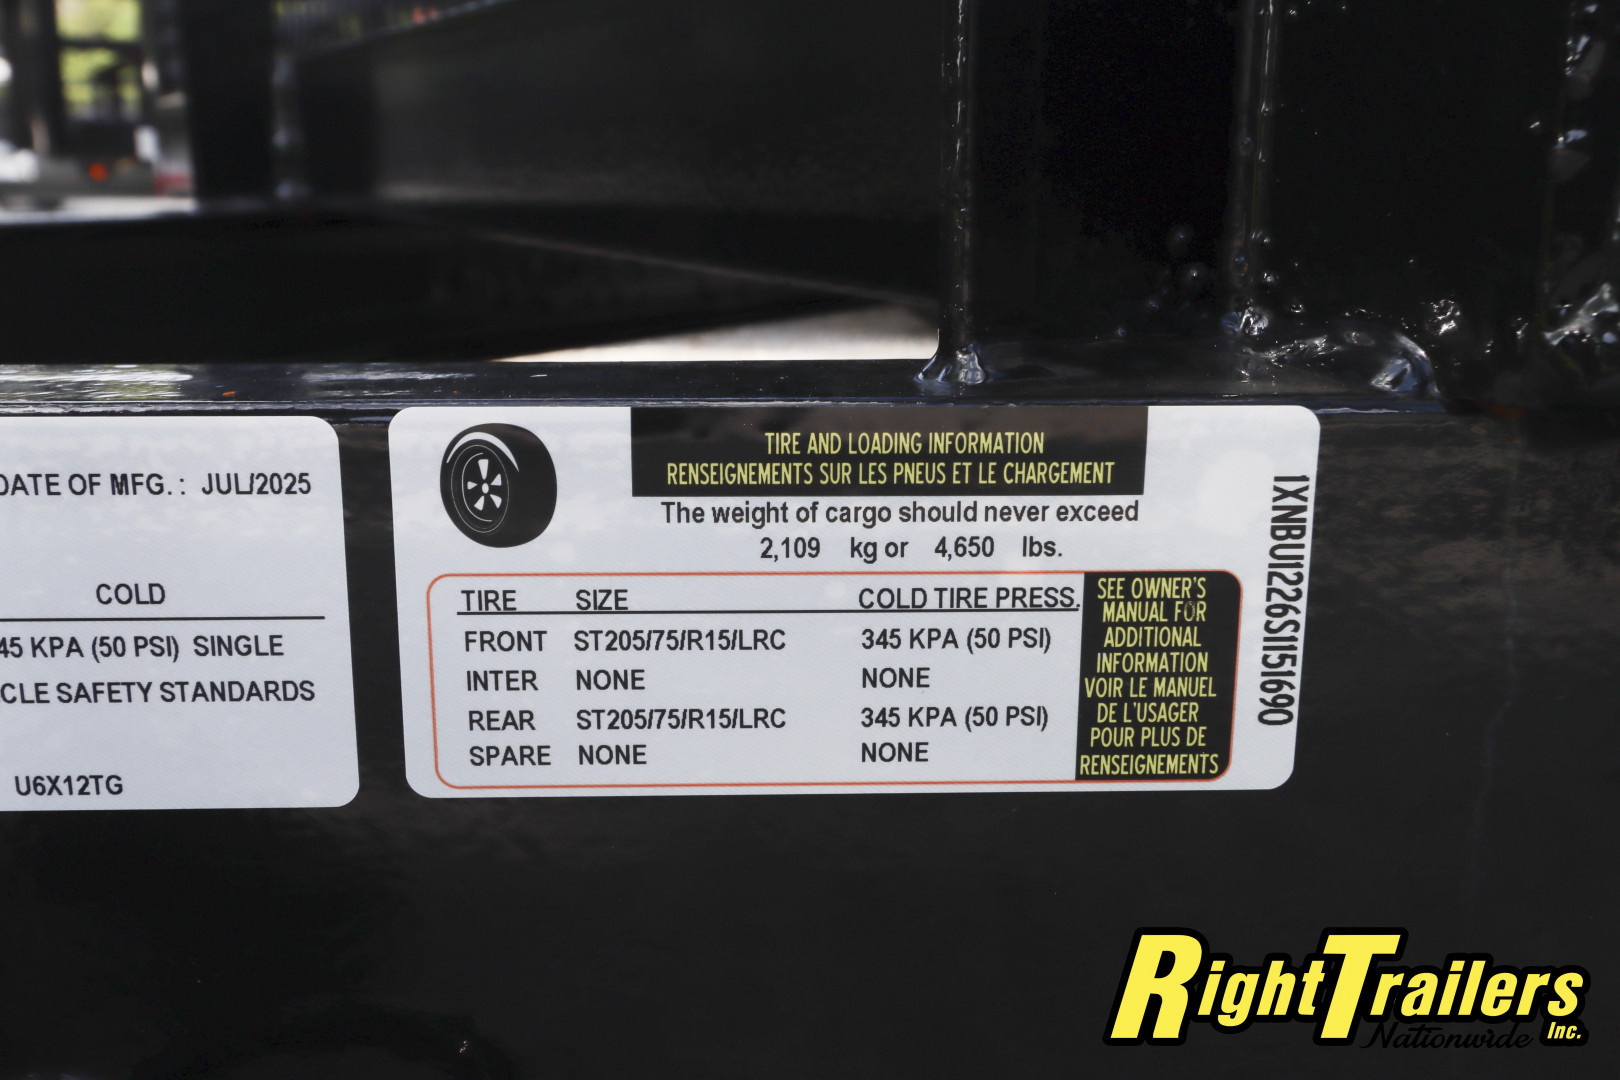 DATE OF MFG. : JUL/2025
COLD
45 KPA (50 PSI) SINGLE
CLE SAFETY STANDARDS
U6X12TG
TIRE AND LOADING INFORMATION
RENSEIGNEMENTS SUR LES PNEUS ET LE CHARGEMENT
The weight of cargo should never exceed
2,109 kg or 4,650 lbs.
TIRE SIZE COLD TIRE PRESS.
FRONT ST205/75/R15/LRC 345 KPA (50 PSI)
INTER NONE NONE
REAR ST205/75/R15/LRC 345 KPA (50 PSI)
SPARE NONE NONE
SEE OWNER'S
MANUAL FOR
ADDITIONAL
INFORMATION
VOIR LE MANUEL
DE L'USAGER
POUR PLUS DE
RENSEIGNEMENTS
1XNBU1226S1151690
RightTrailers
Nationwide Inc.